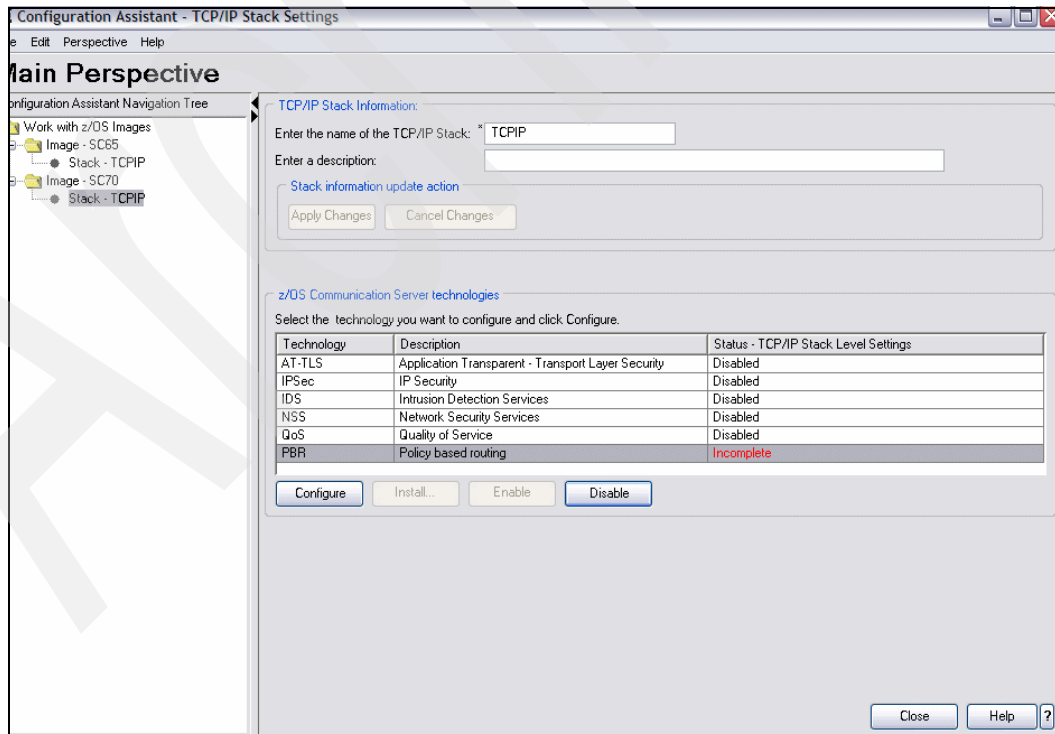 Configuration Assistant - TCP/IP Stack Settings
Edit Perspective Help
Main Perspective
onfiguration Assistant Navigation Tree
Work with z/OS Images
Image - SC65
Stack - TCPIP
Image - SC70
Stack - TCPIP
TCP/IP Stack Information:
Enter the name of the TCP/IP Stack: * TCPIP
Enter a description:
Stack information update action
Apply Changes Cancel Changes
z/OS Communication Server technologies
Select the technology you want to configure and click Configure.
Technology Description Status - TCP/IP Stack Level Settings
AT-TLS Application Transparent - Transport Layer Security Disabled
IPSec IP Security Disabled
IDS Intrusion Detection Services Disabled
NSS Network Security Services Disabled
QoS Quality of Service Disabled
PBR Policy based routing Incomplete
Configure Install... Enable Disable
Close Help ?